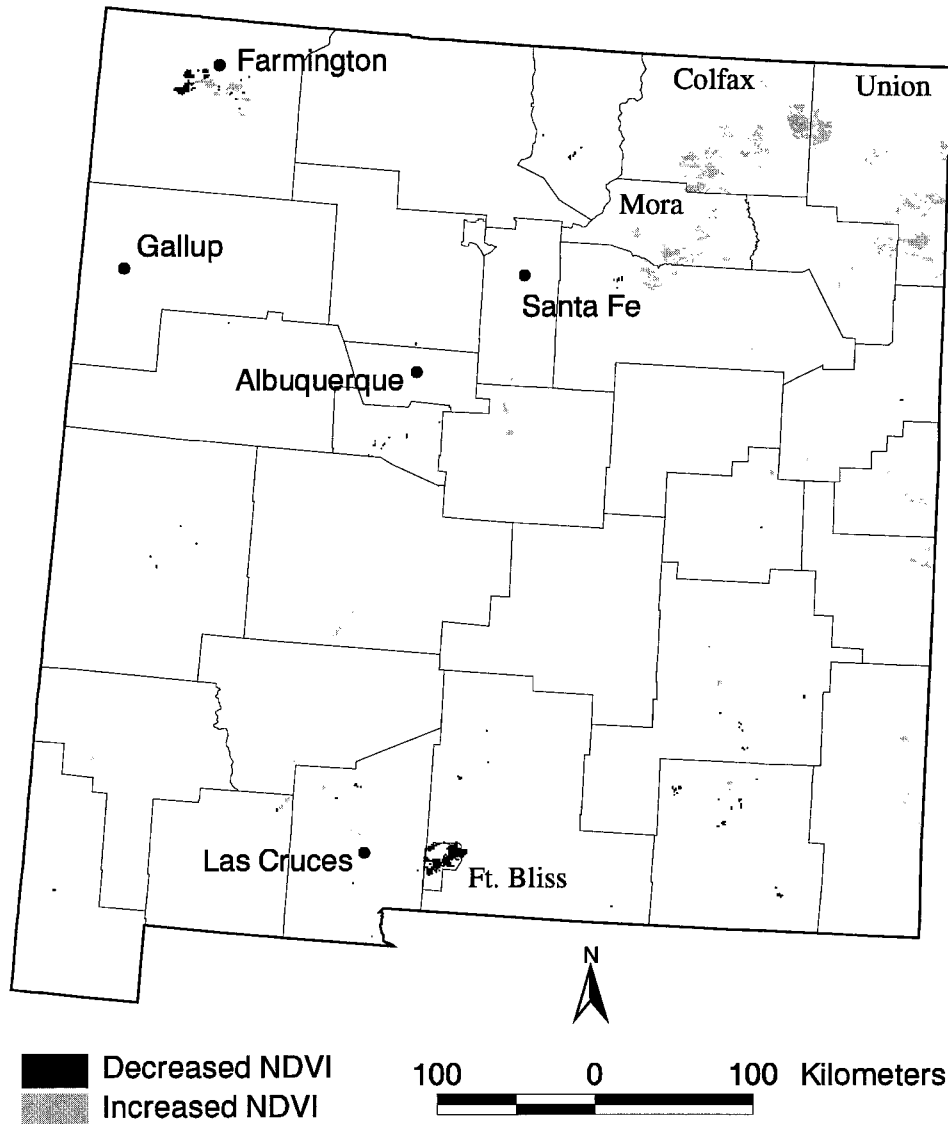 Farmington
Colfax
Union
Mora
Gallup
Santa Fe
Albuquerque
Las Cruces
Ft. Bliss
N
Decreased NDVI
Increased NDVI
100 0 100 Kilometers